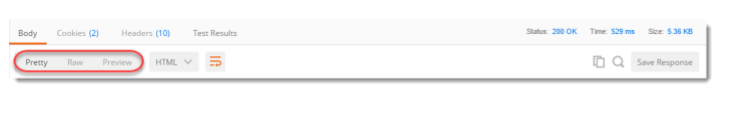 Body Cookies (2) Headers (10) Test Results Status: 200 OK Time: 529 ms Size: 5.36 KB
Pretty Raw Preview HTML Save Response